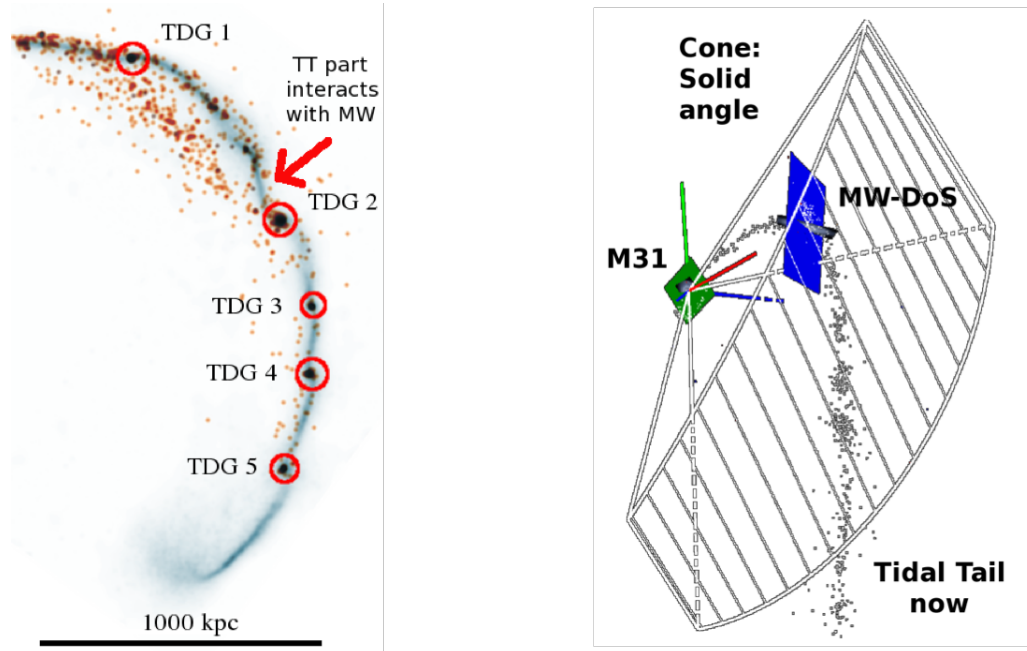 TDG 1
TT part
interacts
with MW
TDG 2
TDG 3
TDG 4
TDG 5
1000 kpc
Cone:
Solid
angle
MW-DoS
M31
Tidal Tail
now